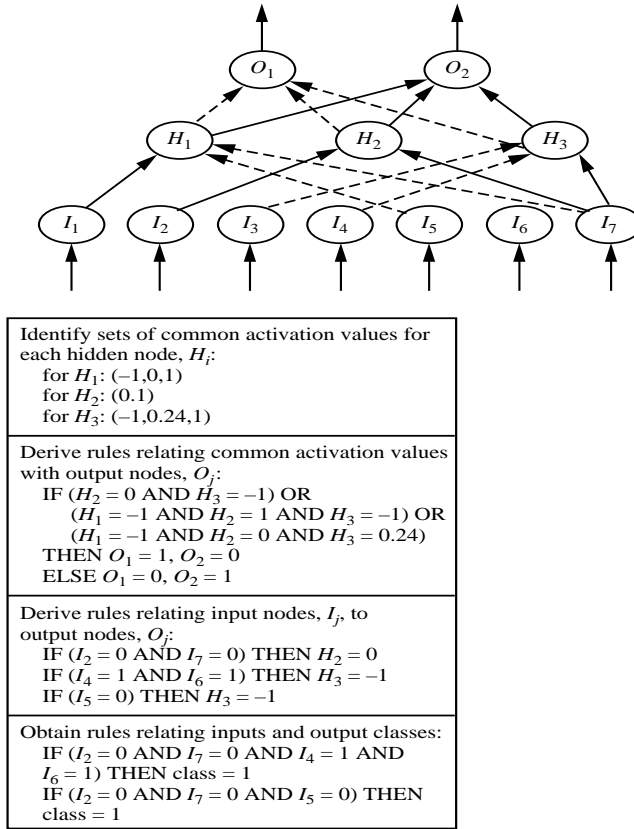 O₁ O₂
H₁ H₂ H₃
I₁ I₂ I₃ I₄ I₅ I₆ I₇
Identify sets of common activation values for
each hidden node, Hᵢ:
for H₁: (–1,0,1)
for H₂: (0.1)
for H₃: (–1,0.24,1)
Derive rules relating common activation values
with output nodes, Oⱼ:
IF (H₂ = 0 AND H₃ = –1) OR
(H₁ = –1 AND H₂ = 1 AND H₃ = –1) OR
(H₁ = –1 AND H₂ = 0 AND H₃ = 0.24)
THEN O₁ = 1, O₂ = 0
ELSE O₁ = 0, O₂ = 1
Derive rules relating input nodes, Iⱼ, to
output nodes, Oⱼ:
IF (I₂ = 0 AND I₇ = 0) THEN H₂ = 0
IF (I₄ = 1 AND I₆ = 1) THEN H₃ = –1
IF (I₅ = 0) THEN H₃ = –1
Obtain rules relating inputs and output classes:
IF (I₂ = 0 AND I₇ = 0 AND I₄ = 1 AND
I₆ = 1) THEN class = 1
IF (I₂ = 0 AND I₇ = 0 AND I₅ = 0) THEN
class = 1